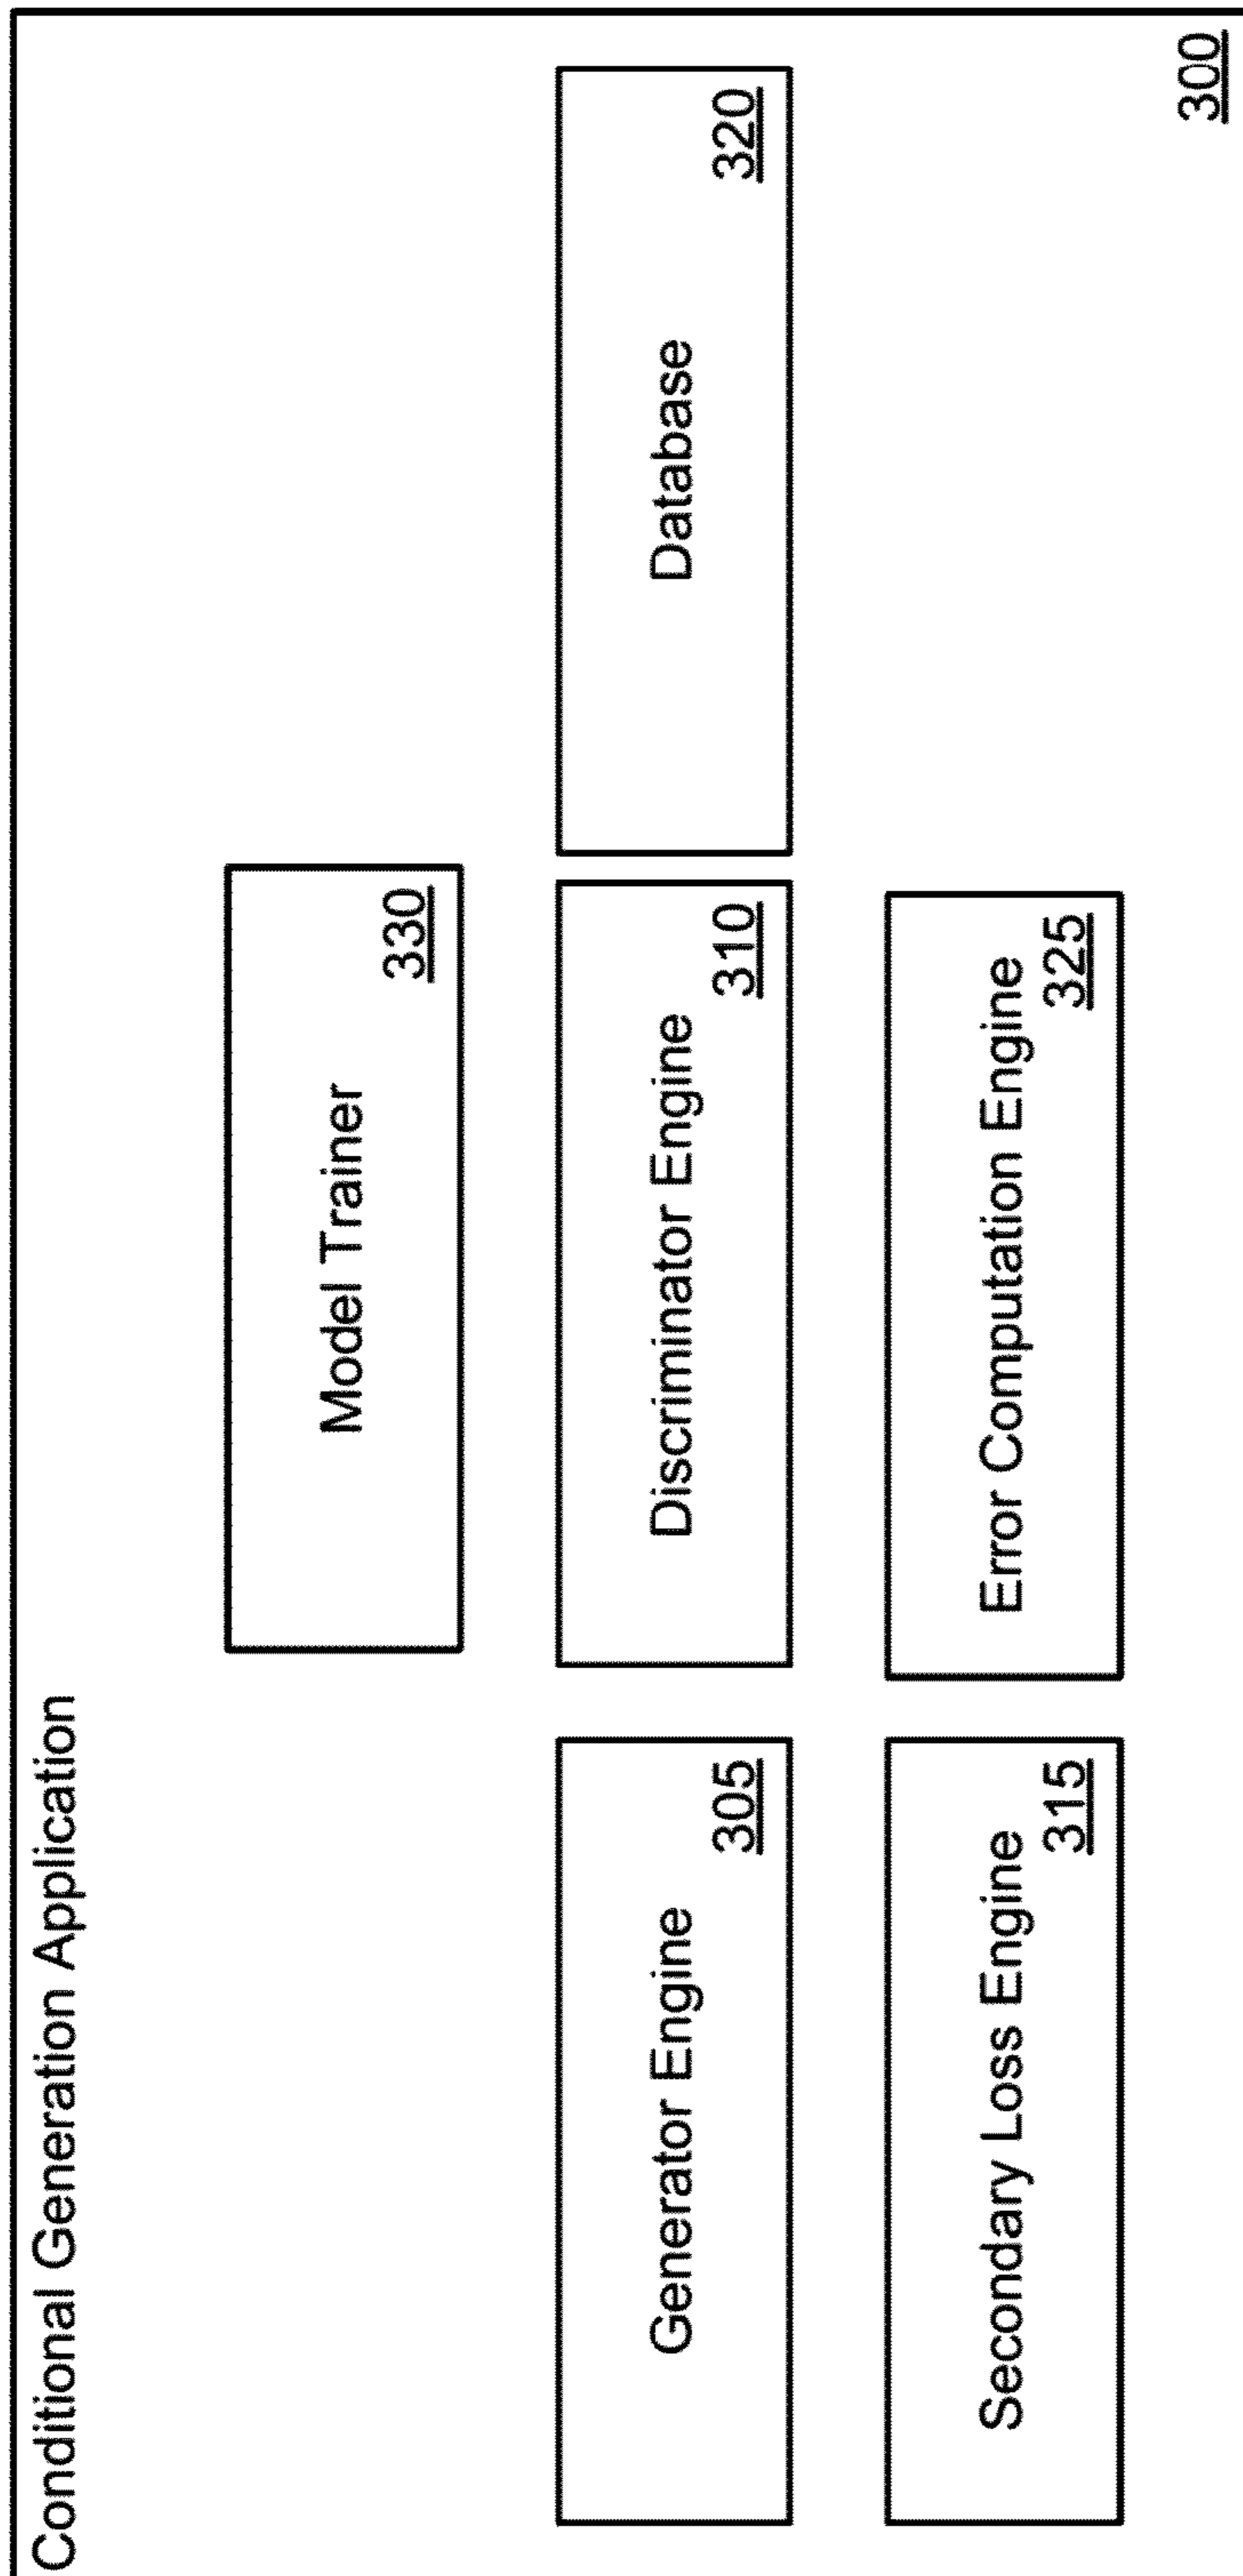 Conditional Generation Application
Model Trainer
330
Generator Engine
305
Discriminator Engine
310
Database
320
Secondary Loss Engine
315
Error Computation Engine
325
300